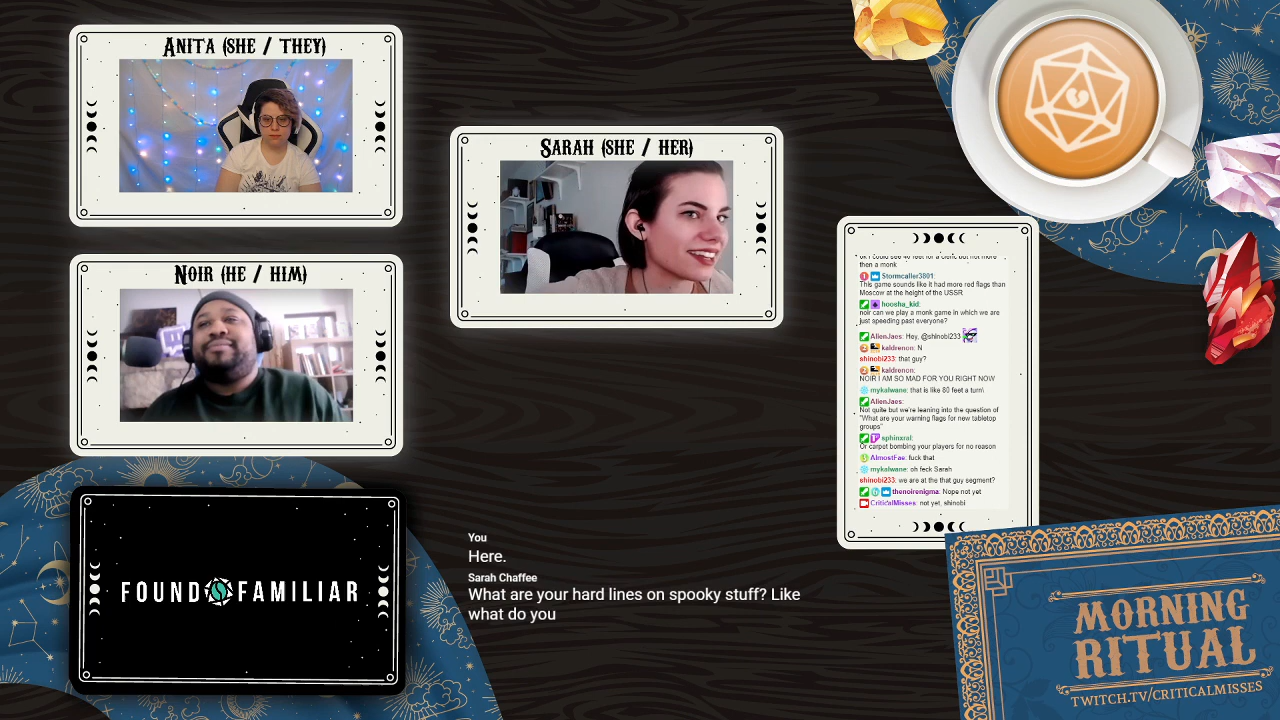 ANITA (SHE / THEY)
SARAH (SHE / HER)
NOIR (HE / HIM)
FOUND FAMILIAR
You
Here.
Sarah Chaffee
What are your hard lines on spooky stuff? Like
what do you
then a monk
Stormcaller3801:
This game sounds like it had more red flags than
Moscow at the height of the USSR
hoosha_kid:
noir can we play a monk game in which we are
just speeding past everyone?
AlienJaes: Hey, @shinobi233
kaldrenon: N
shinobi233: that guy?
kaldrenon:
NOIR I AM SO MAD FOR YOU RIGHT NOW
mykalwane: that is like 80 feet a turn\
AlienJaes:
Not quite but we're leaning into the question of
"What are your warning flags for new tabletop
groups"
sphinxral:
Or carpet bombing your players for no reason
AlmostFae: fuck that
mykalwane: oh feck Sarah
shinobi233: we are at the that guy segment?
thenoirenigma: Nope not yet
CriticalMisses: not yet, shinobi
MORNING
RITUAL
TWITCH.TV/CRITICALMISSES